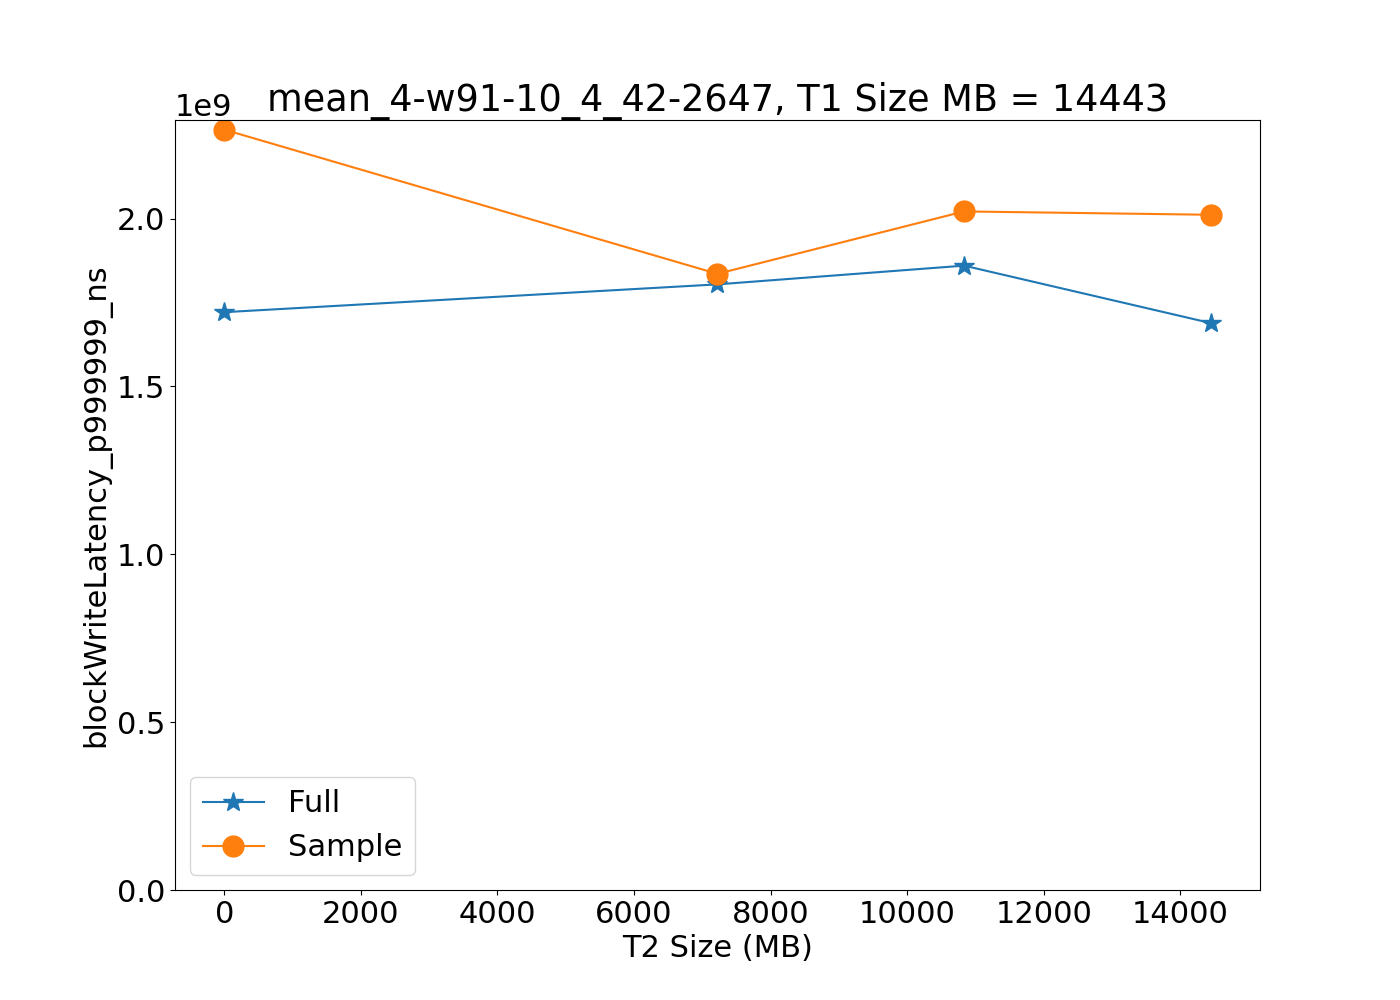 mean_4-w91-10_4_42-2647, T1 Size MB = 14443
1e9
2.0
1.5
1.0
0.5
0.0
blockWriteLatency_p999999_ns
Full
Sample
0 2000 4000 6000 8000 10000 12000 14000
T2 Size (MB)